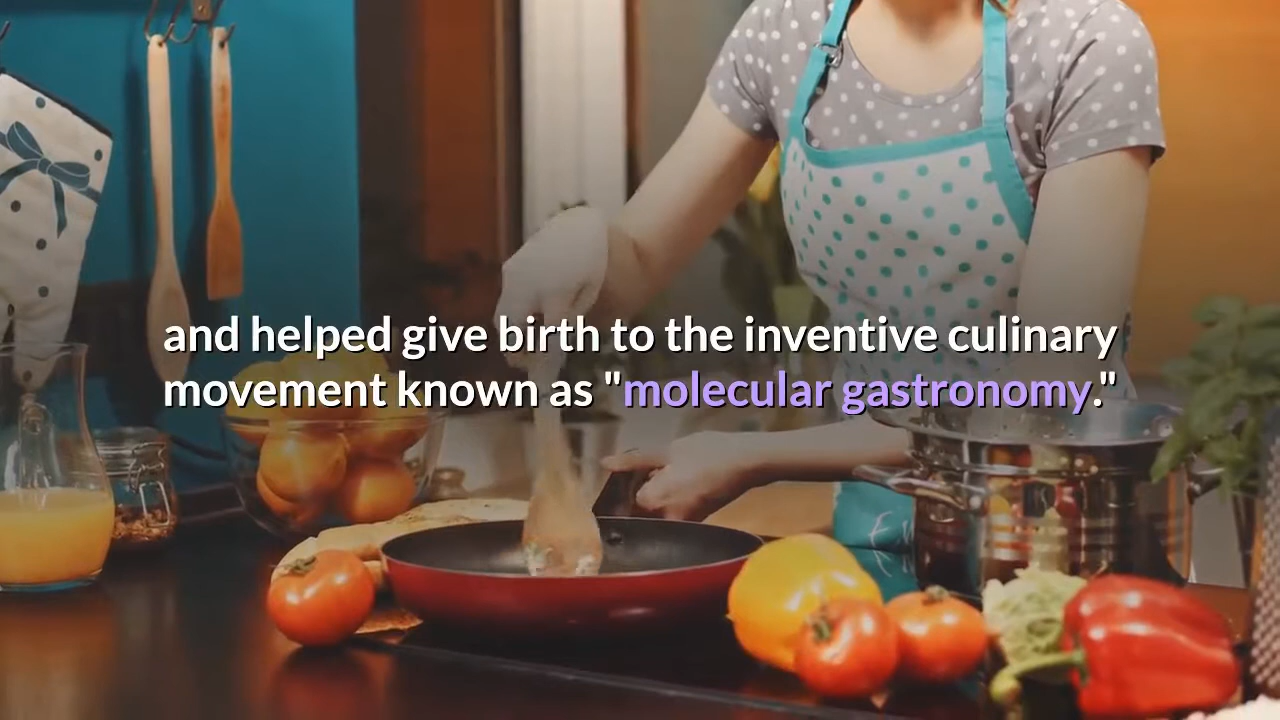 and helped give birth to the inventive culinary
movement known as "molecular gastronomy."